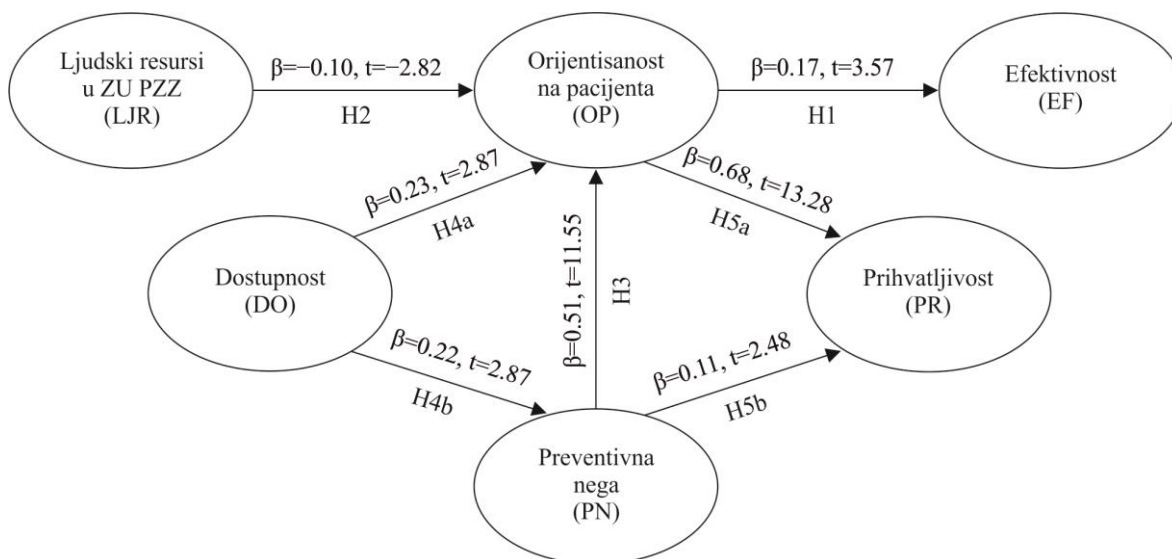 Ljudski resursi
u ZU PZZ
(LJR)
β=−0.10, t=−2.82
H2
Orijentisanost
na pacijenta
(OP)
β=0.17, t=3.57
H1
Efektivnost
(EF)
β=0.23, t=2.87
H4a
β=0.68, t=13.28
H5a
Dostupnost
(DO)
β=0.51, t=11.55
H3
Prihvatljivost
(PR)
β=0.22, t=2.87
H4b
β=0.11, t=2.48
H5b
Preventivna
nega
(PN)